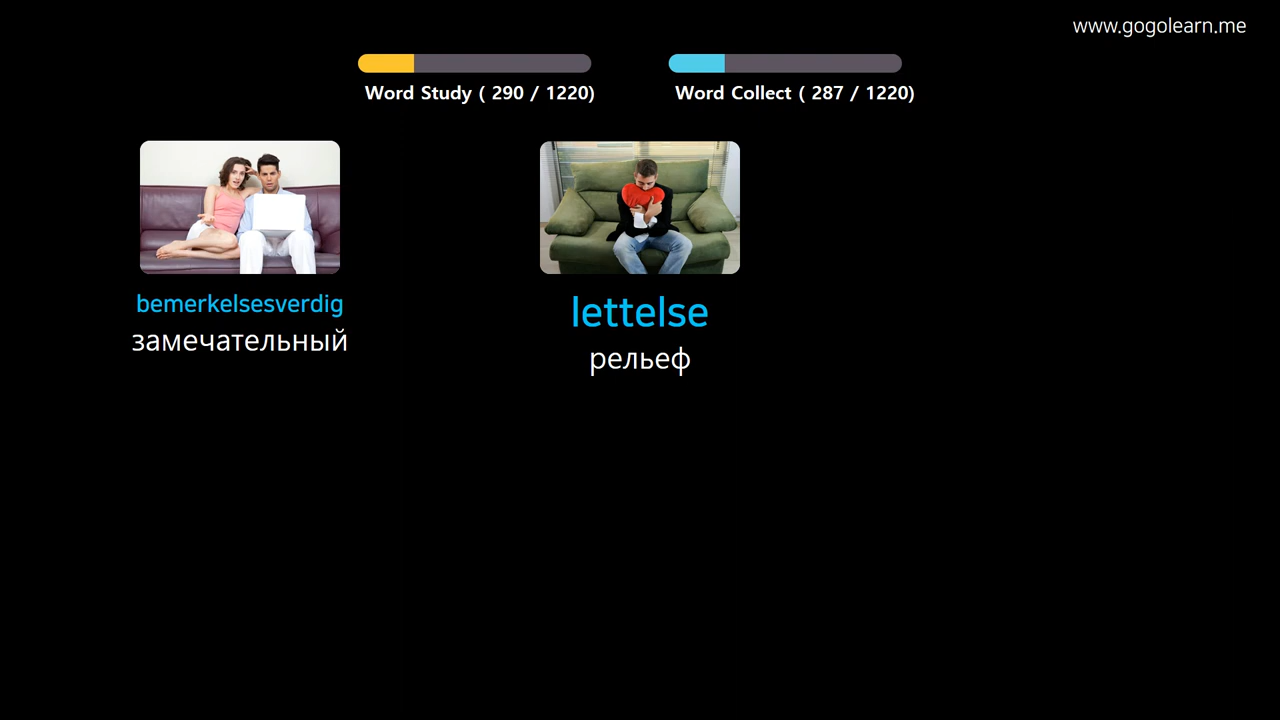 www.gogolearn.me
Word Study ( 290 / 1220)
Word Collect ( 287 / 1220)
bemerkelsesverdig
замечательный
lettelse
рельеф